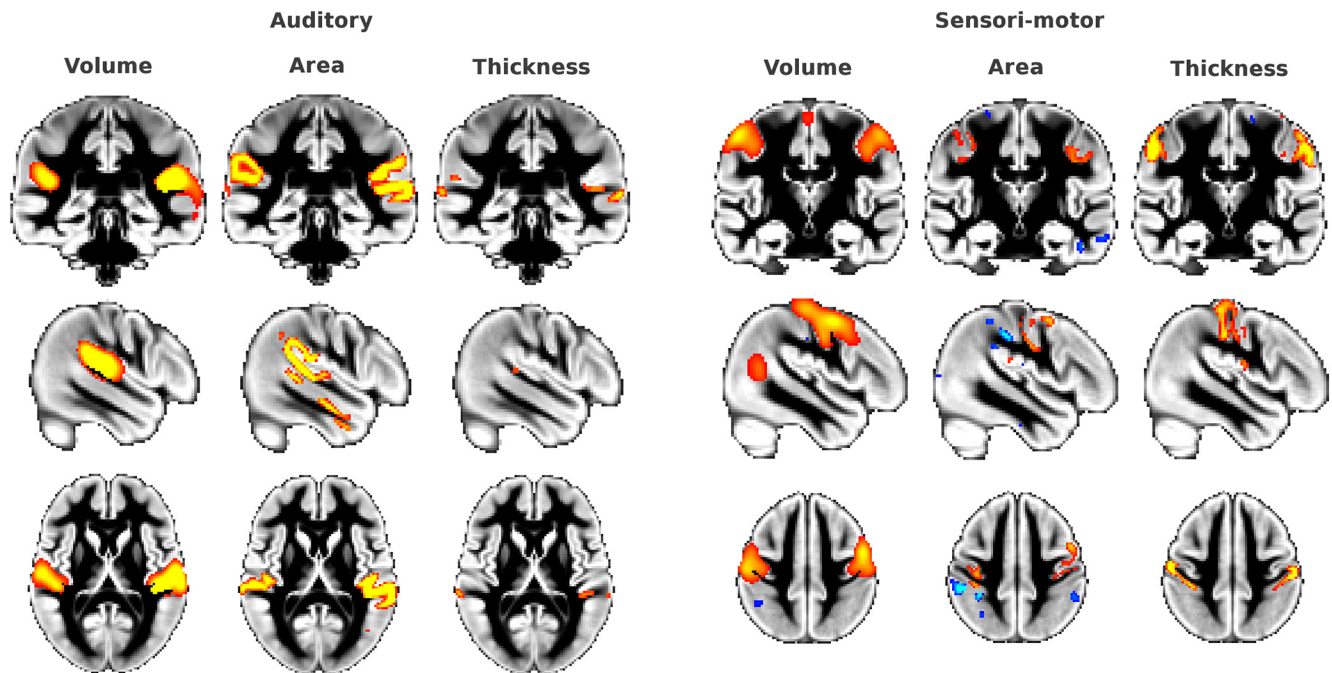 Auditory
Sensori-motor
Volume
Area
Thickness
Volume
Area
Thickness